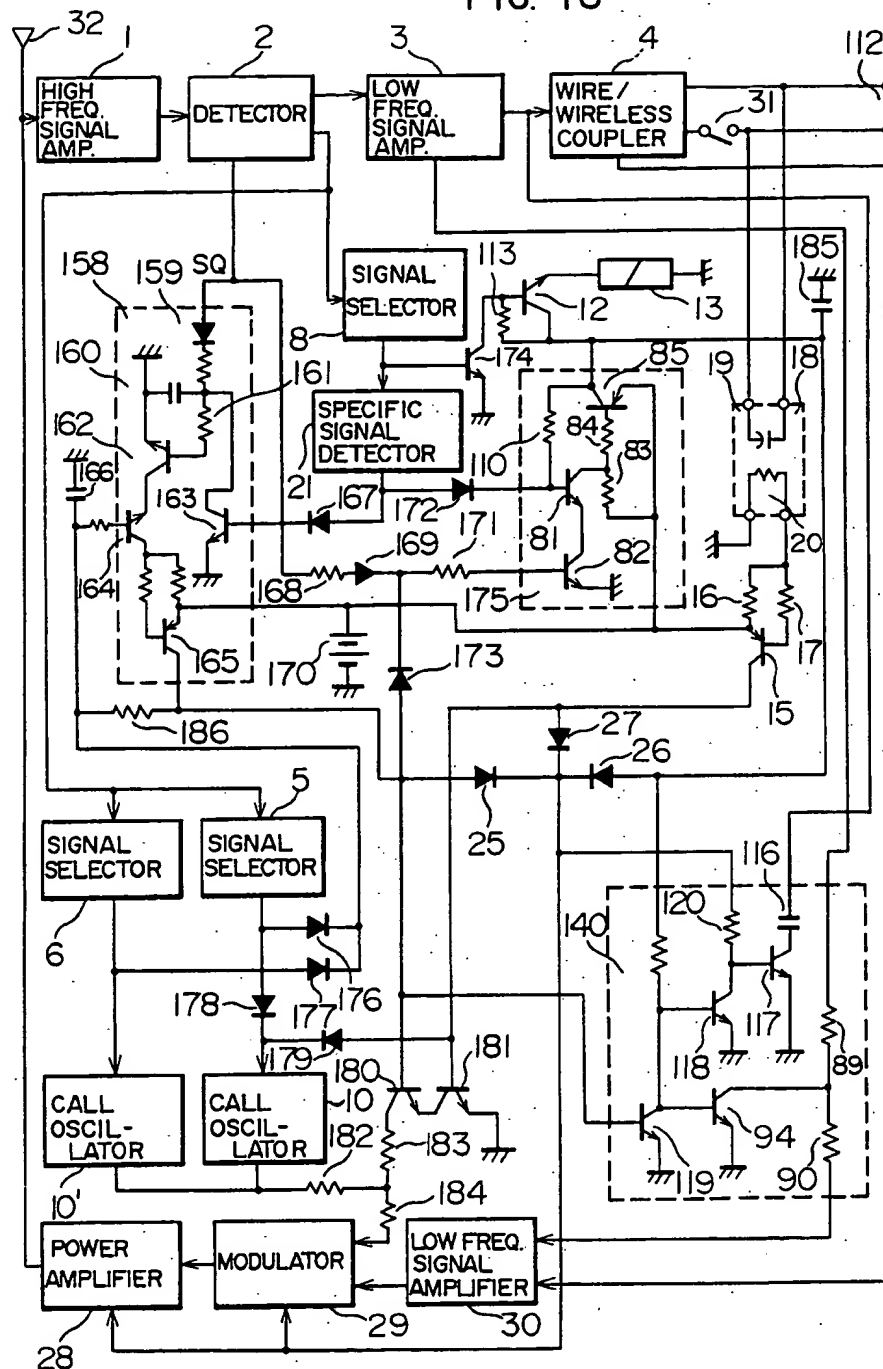 32
1
2
3
4
112
HIGH
FREQ.
SIGNAL
AMP.
DETECTOR
LOW
FREQ.
SIGNAL
AMP.
WIRE/
WIRELESS
COUPLER
31
158
159
SQ
SIGNAL
SELECTOR
8
113
12
13
185
160
161
174
85
19
18
162
SPECIFIC
SIGNAL
DETECTOR
21
110
84
83
166
163
167
172
81
20
164
169
171
82
168
175
16
17
165
170
173
15
186
27
26
5
25
SIGNAL
SELECTOR
SIGNAL
SELECTOR
6
116
120
140
178
177
176
117
118
179
180
181
89
CALL
OSCIL-
LATOR
10
CALL
OSCIL-
LATOR
183
182
94
119
90
10'
184
POWER
AMPLIFIER
MODULATOR
LOW FREQ.
SIGNAL
AMPLIFIER
28
29
30